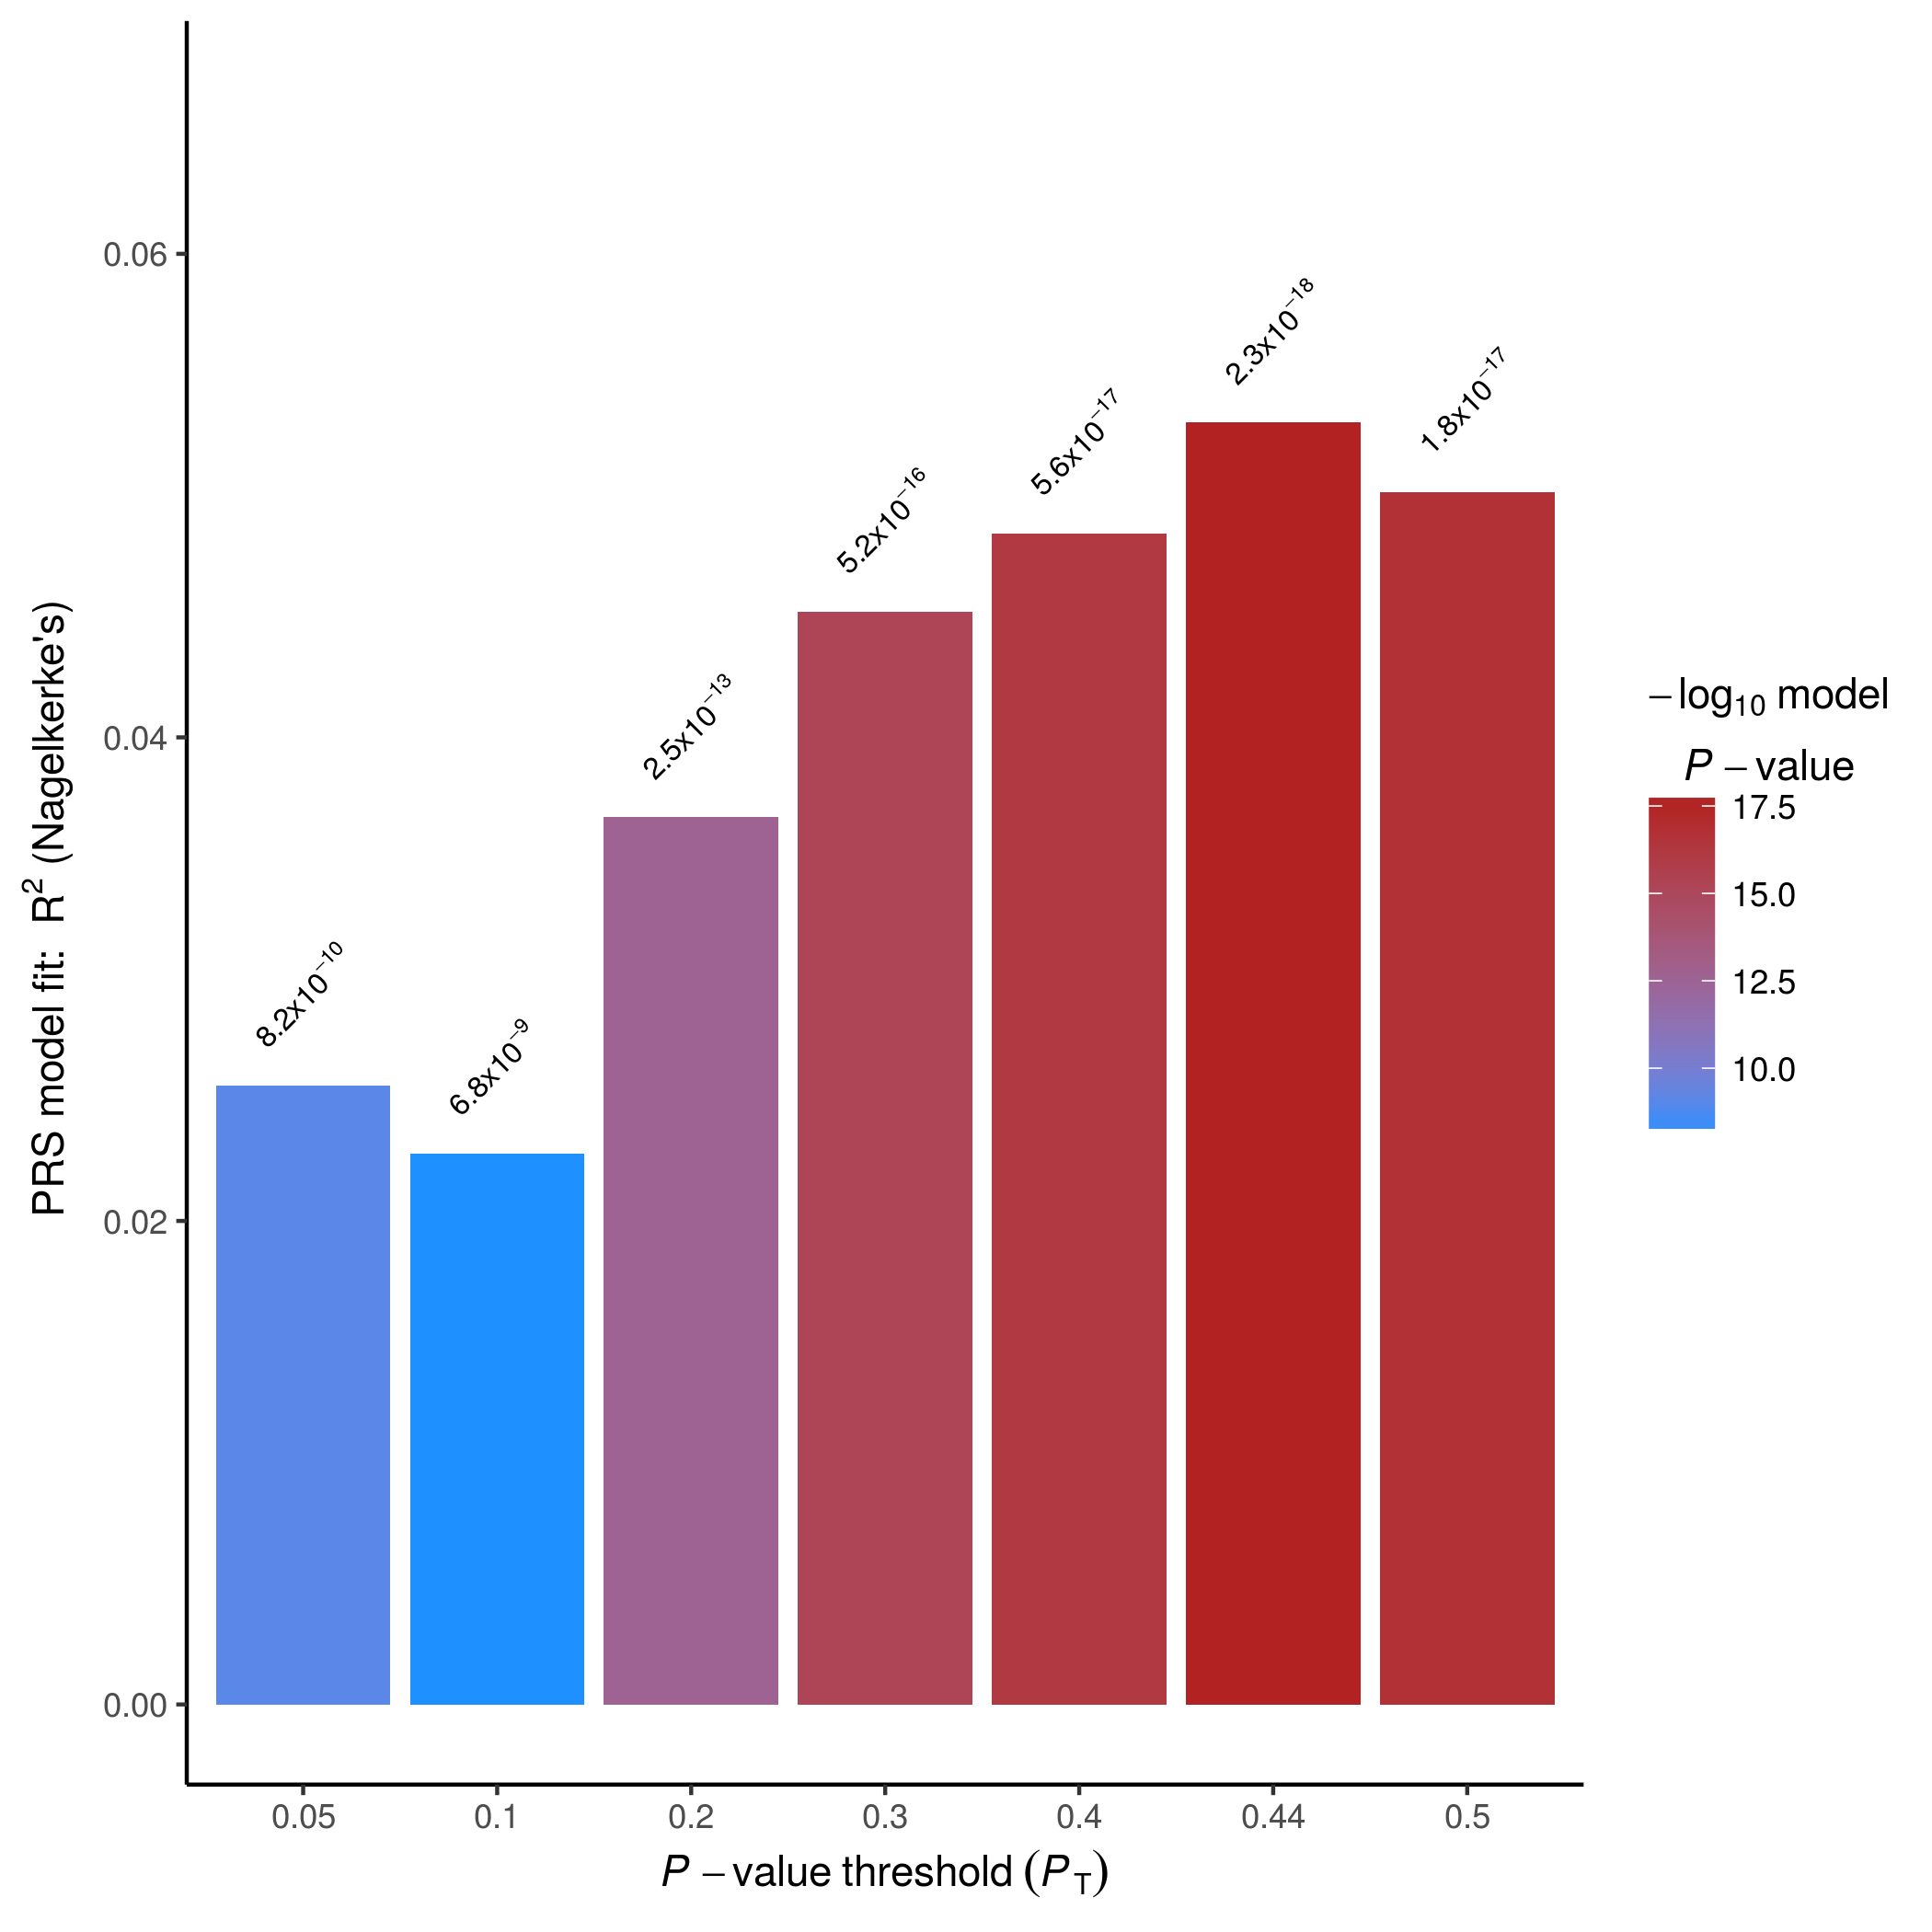 PRS model fit: R² (Nagelkerke's)
0.06
0.04
0.02
0.00
8.2x10⁻¹⁰
6.8x10⁻⁹
2.5x10⁻¹³
5.2x10⁻¹⁶
5.6x10⁻¹⁷
2.3x10⁻¹⁸
1.8x10⁻¹⁷
0.05
0.1
0.2
0.3
0.4
0.44
0.5
P − value threshold (P_T)
−log₁₀ model
P − value
17.5
15.0
12.5
10.0